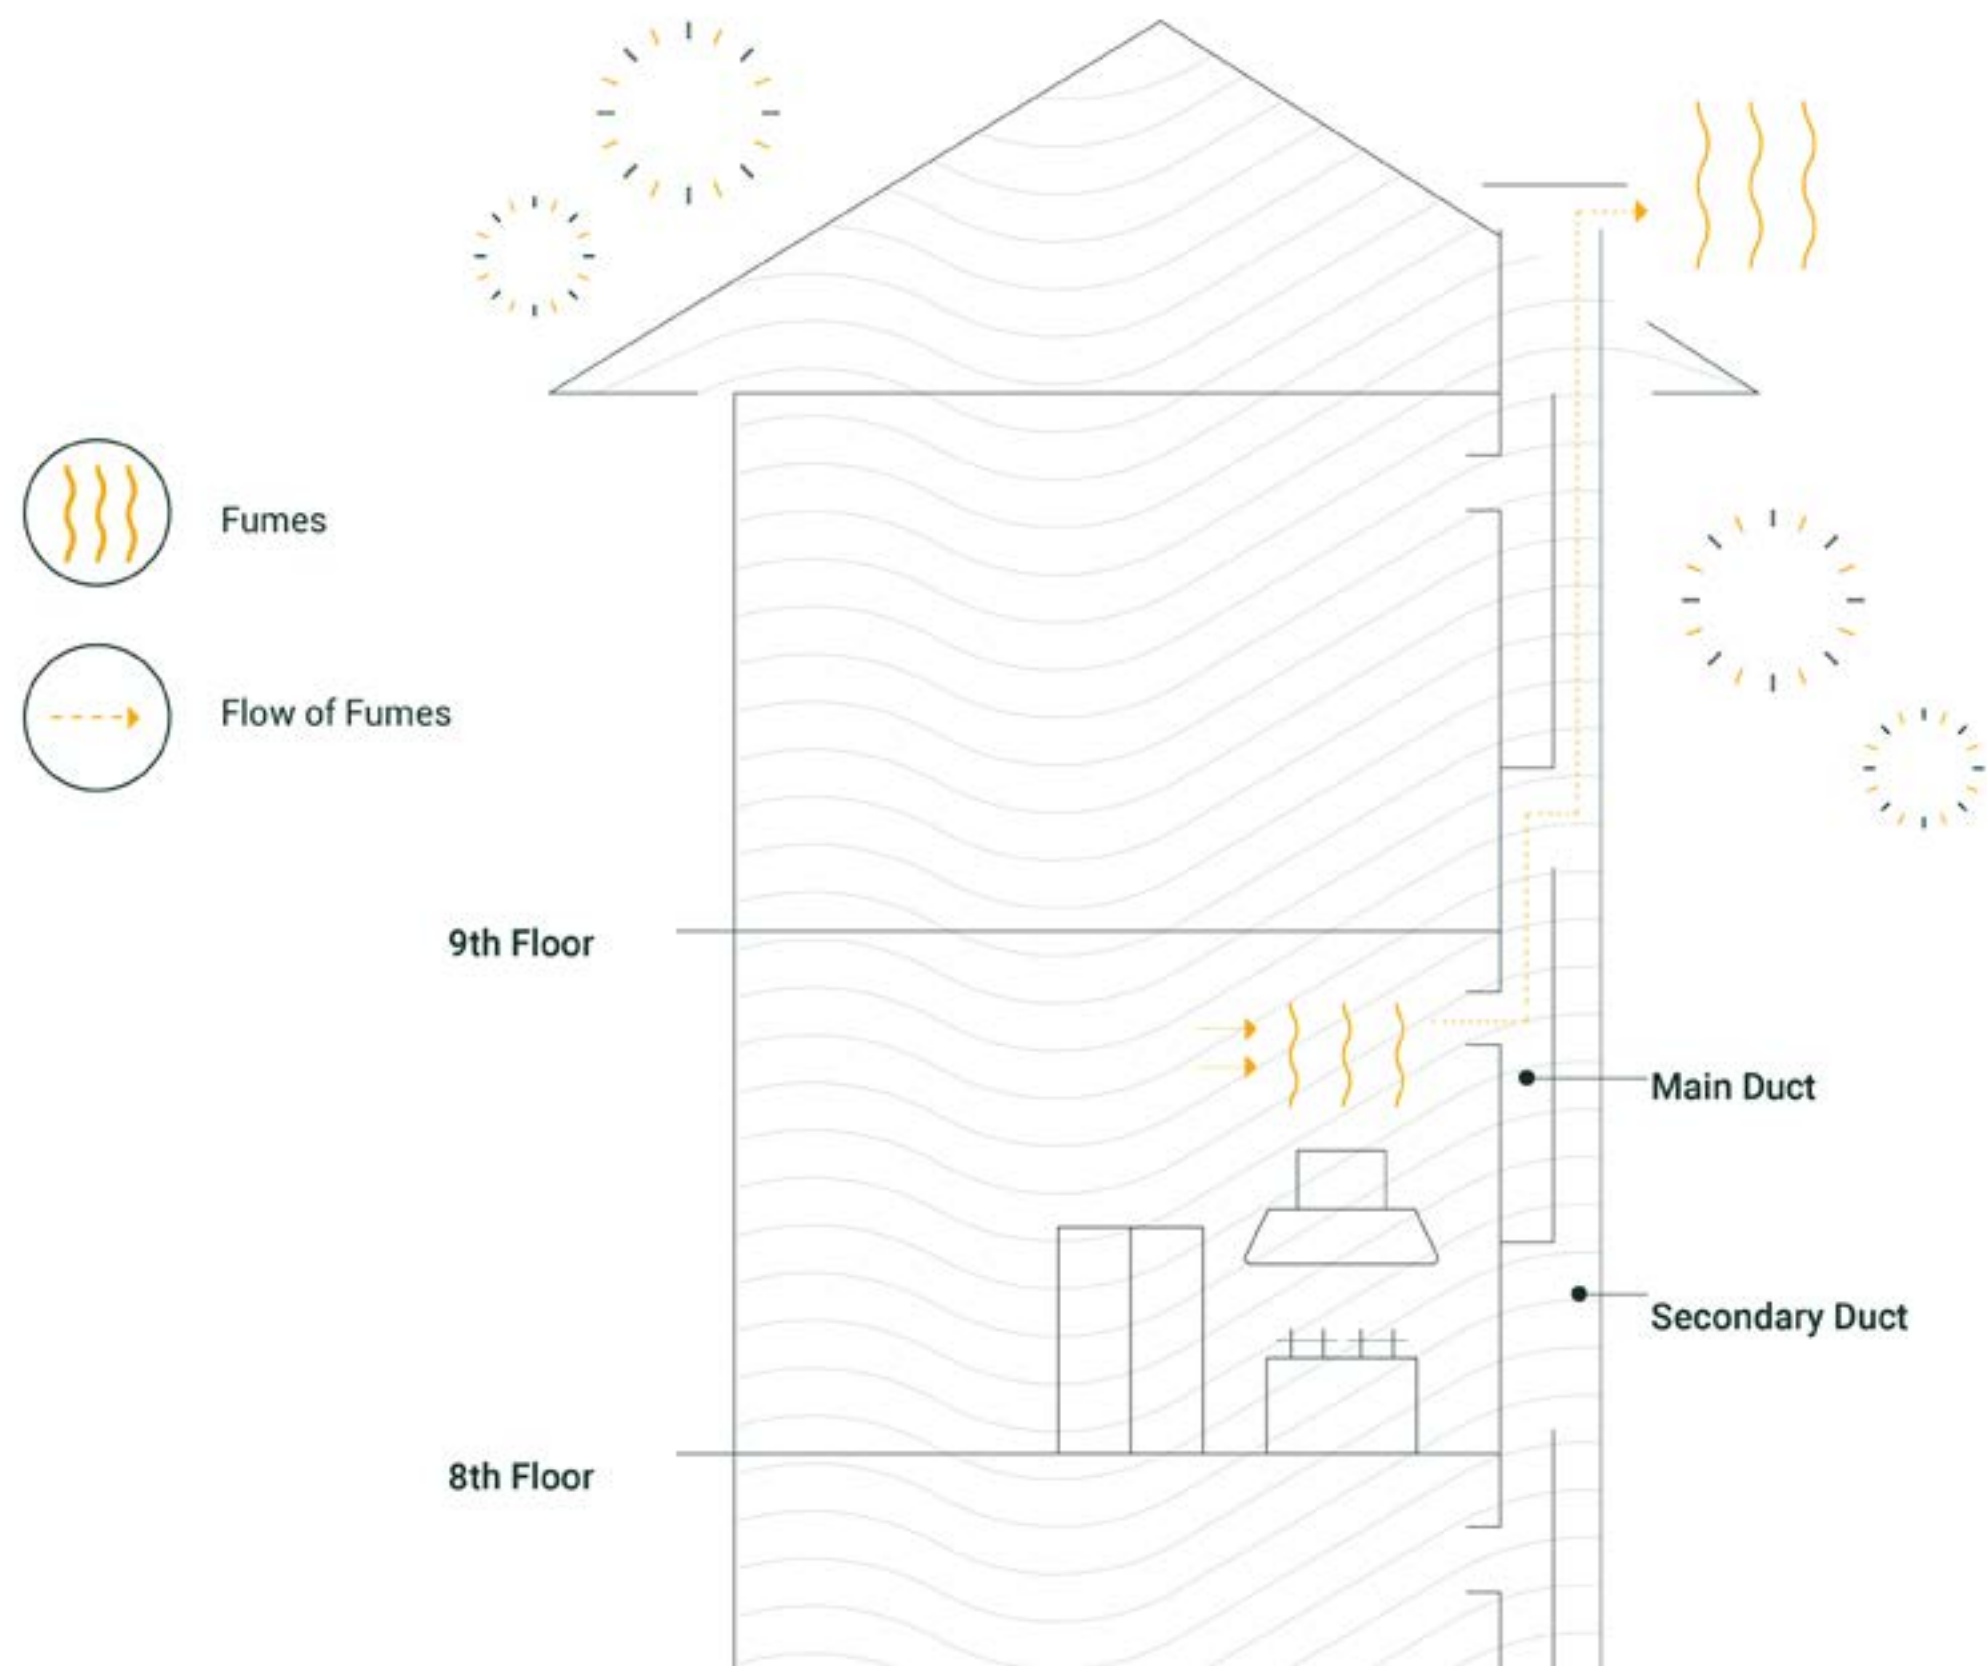 Fumes
Flow of Fumes
9th Floor
Main Duct
Secondary Duct
8th Floor